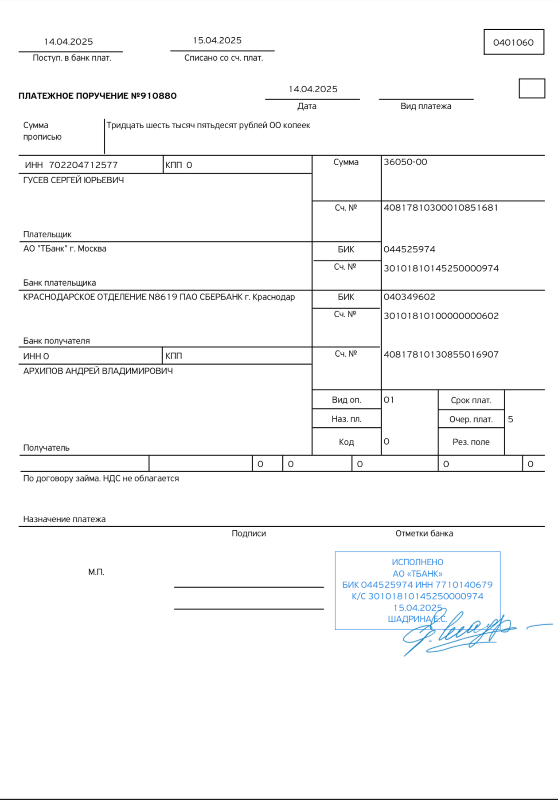 14.04.2025
15.04.2025
0401060
Поступ. в банк плат.
Списано со сч. плат.
ПЛАТЕЖНОЕ ПОРУЧЕНИЕ №910880
14.04.2025
Дата
Вид платежа
Сумма прописью
Тридцать шесть тысяч пятьдесят рублей 00 копеек
ИНН 702204712577
КПП 0
Сумма
36050-00
ГУСЕВ СЕРГЕЙ ЮРЬЕВИЧ
Сч. №
40817810300010851681
Плательщик
АО "ТБанк" г. Москва
БИК
044525974
Сч. №
30101810145250000974
Банк плательщика
КРАСНОДАРСКОЕ ОТДЕЛЕНИЕ N8619 ПАО СБЕРБАНК г. Краснодар
БИК
040349602
Сч. №
30101810100000000602
Банк получателя
ИНН 0
КПП
Сч. №
40817810130855016907
АРХИПОВ АНДРЕЙ ВЛАДИМИРОВИЧ
Вид оп.
01
Срок плат.
Наз. пл.
Очер. плат.
5
Получатель
Код
0
Рез. поле
0 0 0 0 0
По договору займа. НДС не облагается
Назначение платежа
Подписи
Отметки банка
М.П.
ИСПОЛНЕНО
АО «ТБАНК»
БИК 044525974 ИНН 7710140679
К/С 30101810145250000974
15.04.2025
ШАДРИНА Е.С.